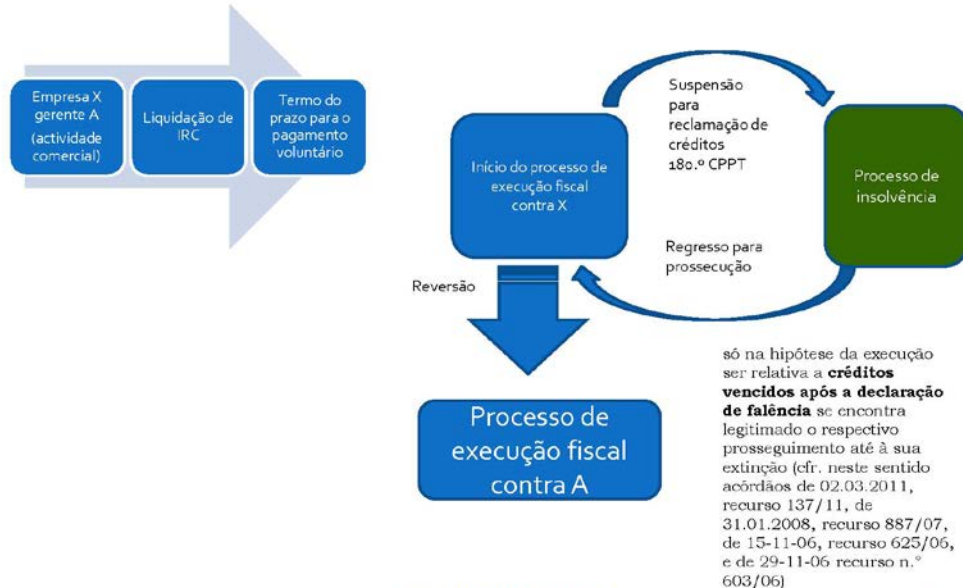 Empresa X
gerente A
(actividade
comercial)
Liquidação de
IRC
Termo do
prazo para o
pagamento
voluntário
Início do processo de
execução fiscal
contra X
Suspensão
para
reclamação de
créditos
180.º CPPT
Processo de
insolvência
Regresso para
prossecução
Reversão
Processo de
execução fiscal
contra A
só na hipótese da execução
ser relativa a créditos
vencidos após a declaração
de falência se encontra
legitimado o respectivo
prosseguimento até à sua
extinção (cfr. neste sentido
acórdãos de 02.03.2011,
recurso 137/11, de
31.01.2008, recurso 887/07,
de 15-11-06, recurso 625/06,
e de 29-11-06 recurso n.º
603/06)